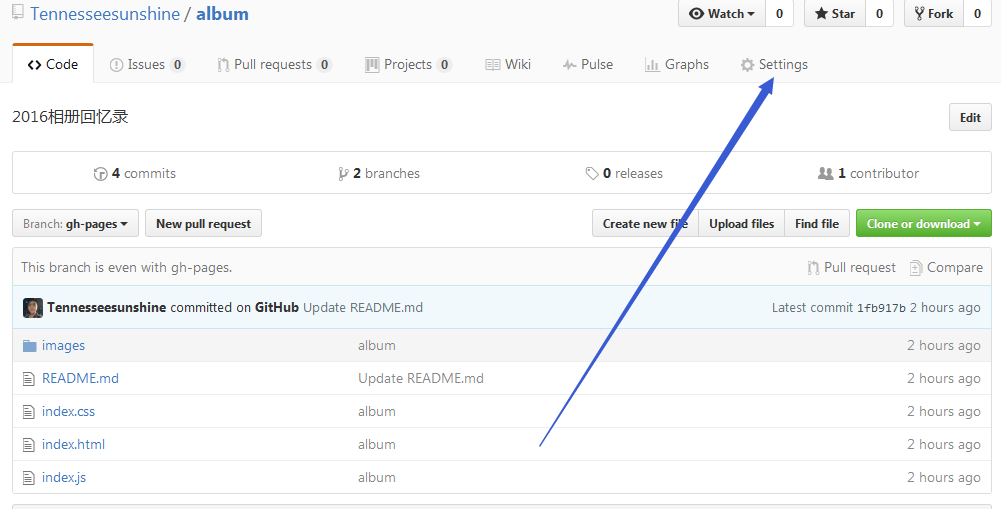 Tennesseesunshine / album
Watch 0 Star 0 Fork 0
Code Issues 0 Pull requests 0 Projects 0 Wiki Pulse Graphs Settings
2016相册回忆录 Edit
4 commits 2 branches 0 releases 1 contributor
Branch: gh-pages New pull request Create new file Upload files Find file Clone or download
This branch is even with gh-pages. Pull request Compare
Tennesseesunshine committed on GitHub Update README.md Latest commit 1fb917b 2 hours ago
images album 2 hours ago
README.md Update README.md 2 hours ago
index.css album 2 hours ago
index.html album 2 hours ago
index.js album 2 hours ago